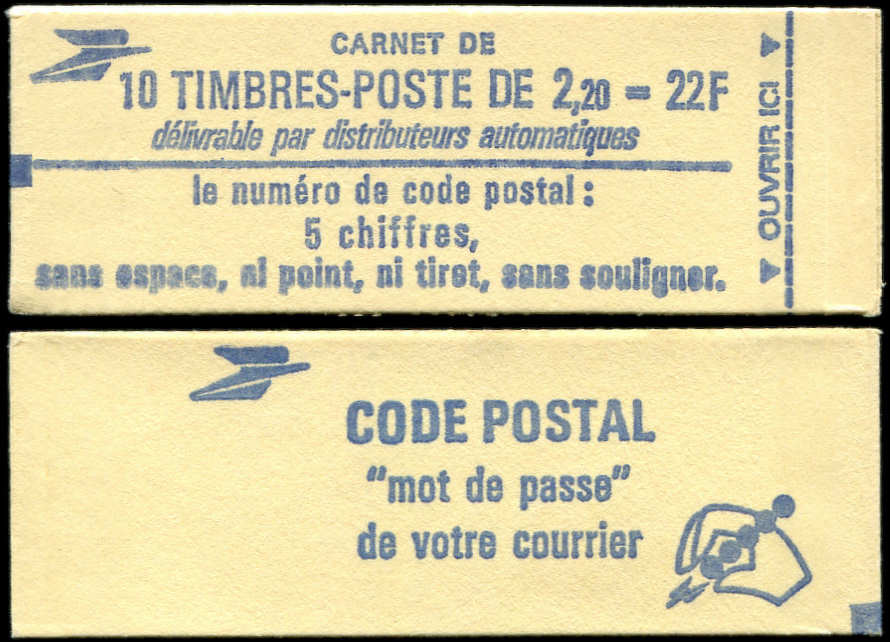 CARNET DE
10 TIMBRES-POSTE DE 2,20 = 22F
délivrable par distributeurs automatiques
le numéro de code postal :
5 chiffres,
sans espace, ni point, ni tiret, sans souligner.
OUVRIR ICI
CODE POSTAL
"mot de passe"
de votre courrier